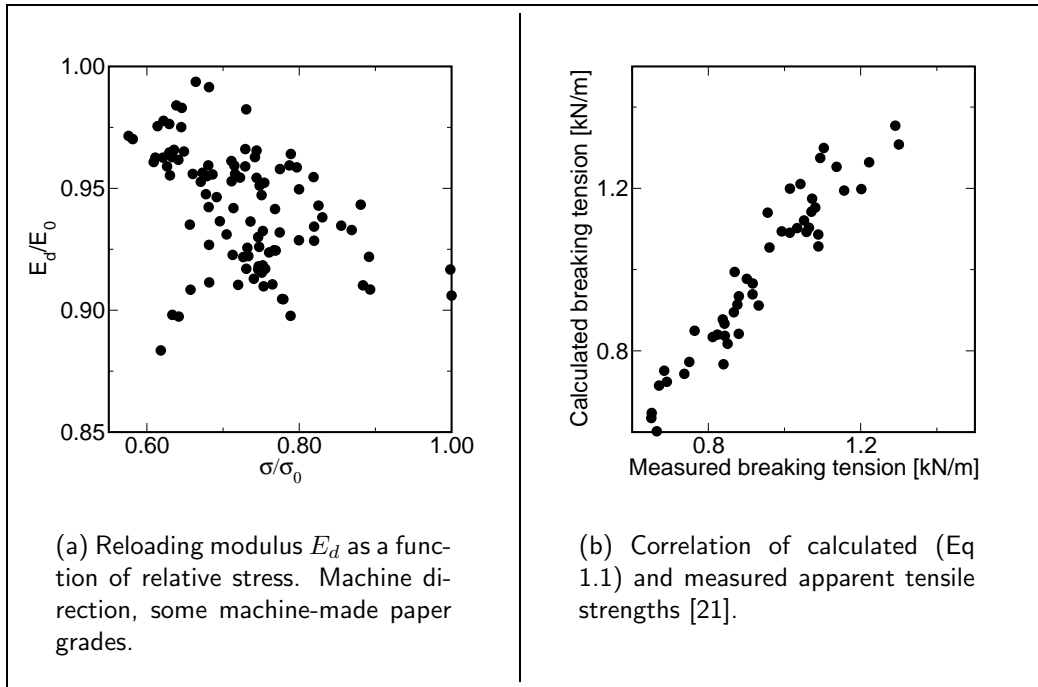 1.00
0.95
0.90
0.85
E_d/E_0
0.60 0.80 1.00
σ/σ_0
(a) Reloading modulus E_d as a func-
tion of relative stress. Machine di-
rection, some machine-made paper
grades.
Calculated breaking tension [kN/m]
1.2
0.8
0.8 1.2
Measured breaking tension [kN/m]
(b) Correlation of calculated (Eq
1.1) and measured apparent tensile
strengths [21].